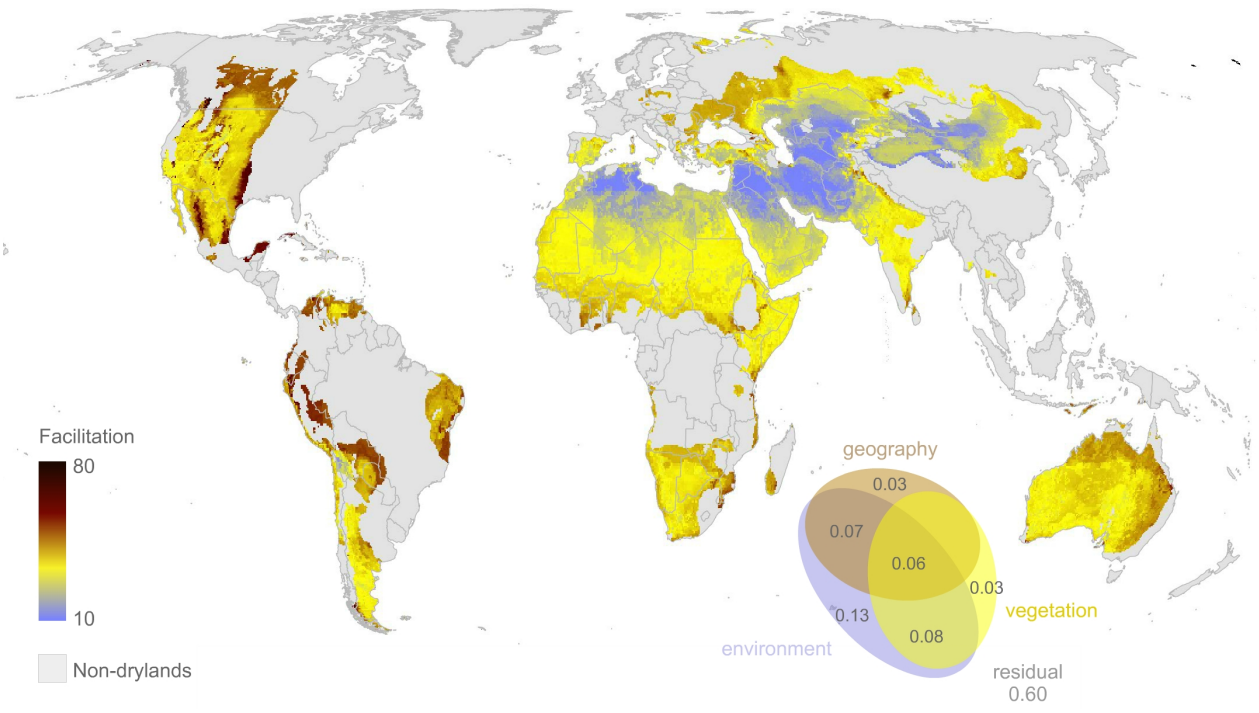 Facilitation
80
10
Non-drylands
geography
0.03
0.07
0.06
0.03
vegetation
0.13
0.08
environment
residual
0.60